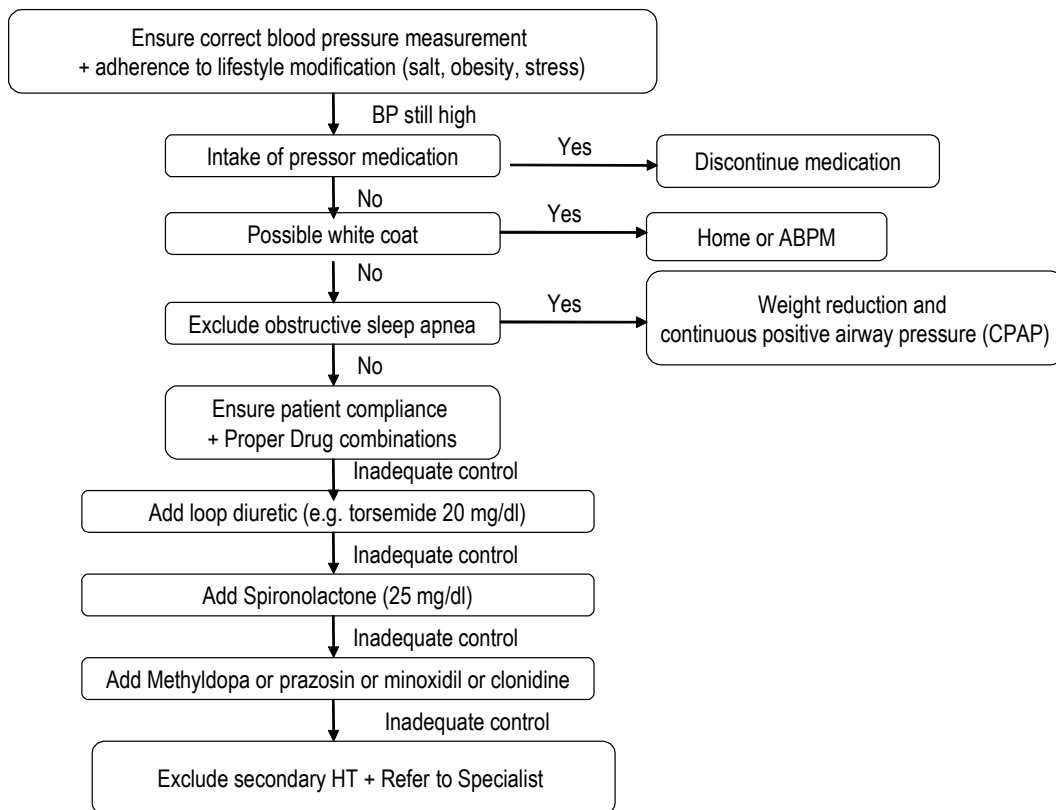 Ensure correct blood pressure measurement
+ adherence to lifestyle modification (salt, obesity, stress)
BP still high
Intake of pressor medication
Yes
Discontinue medication
No
Possible white coat
Yes
Home or ABPM
No
Exclude obstructive sleep apnea
Yes
Weight reduction and
continuous positive airway pressure (CPAP)
No
Ensure patient compliance
+ Proper Drug combinations
Inadequate control
Add loop diuretic (e.g. torsemide 20 mg/dl)
Inadequate control
Add Spironolactone (25 mg/dl)
Inadequate control
Add Methyldopa or prazosin or minoxidil or clonidine
Inadequate control
Exclude secondary HT + Refer to Specialist